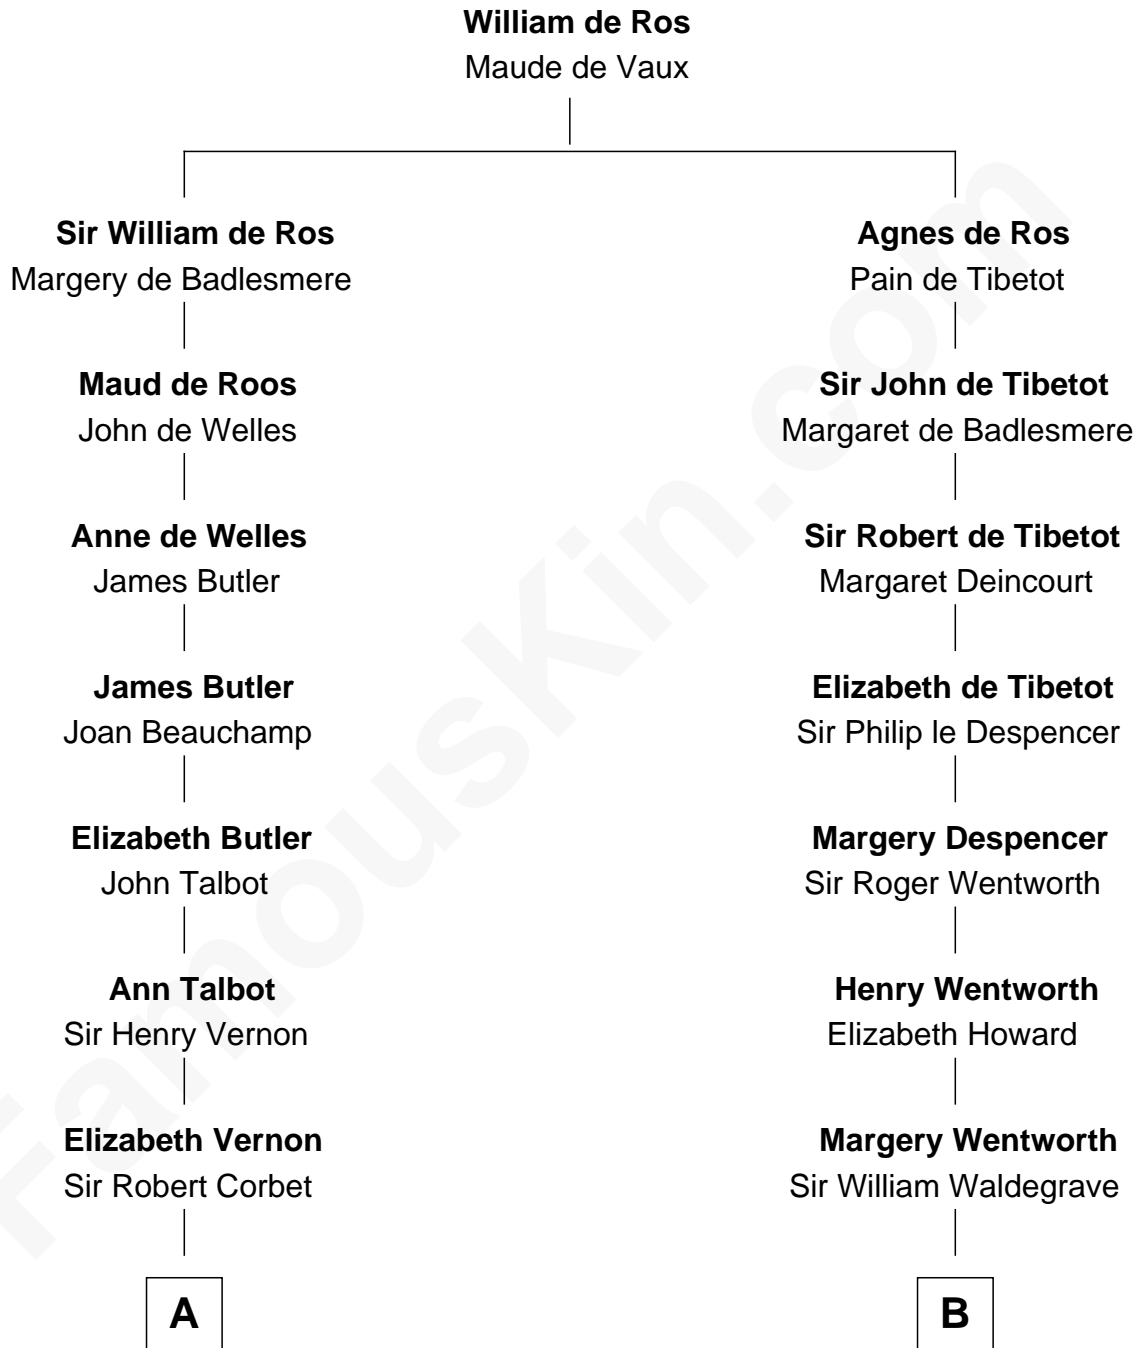 William de Ros
Maude de Vaux
Sir William de Ros
Margery de Badlesmere
Maud de Roos
John de Welles
Anne de Welles
James Butler
James Butler
Joan Beauchamp
Elizabeth Butler
John Talbot
Ann Talbot
Sir Henry Vernon
Elizabeth Vernon
Sir Robert Corbet
A
Agnes de Ros
Pain de Tibetot
Sir John de Tibetot
Margaret de Badlesmere
Sir Robert de Tibetot
Margaret Deincourt
Elizabeth de Tibetot
Sir Philip le Despencer
Margery Despencer
Sir Roger Wentworth
Henry Wentworth
Elizabeth Howard
Margery Wentworth
Sir William Waldegrave
B
FamousKin.com